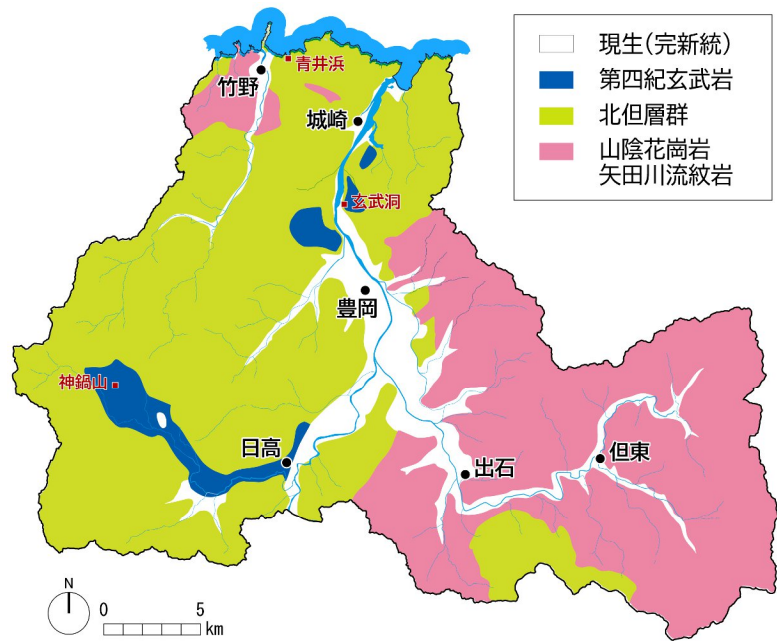 現生(完新統)
第四紀玄武岩
北但層群
山陰花崗岩
矢田川流紋岩
青井浜
竹野
城崎
玄武洞
豊岡
神鍋山
日高
出石
但東
N
0 5
km